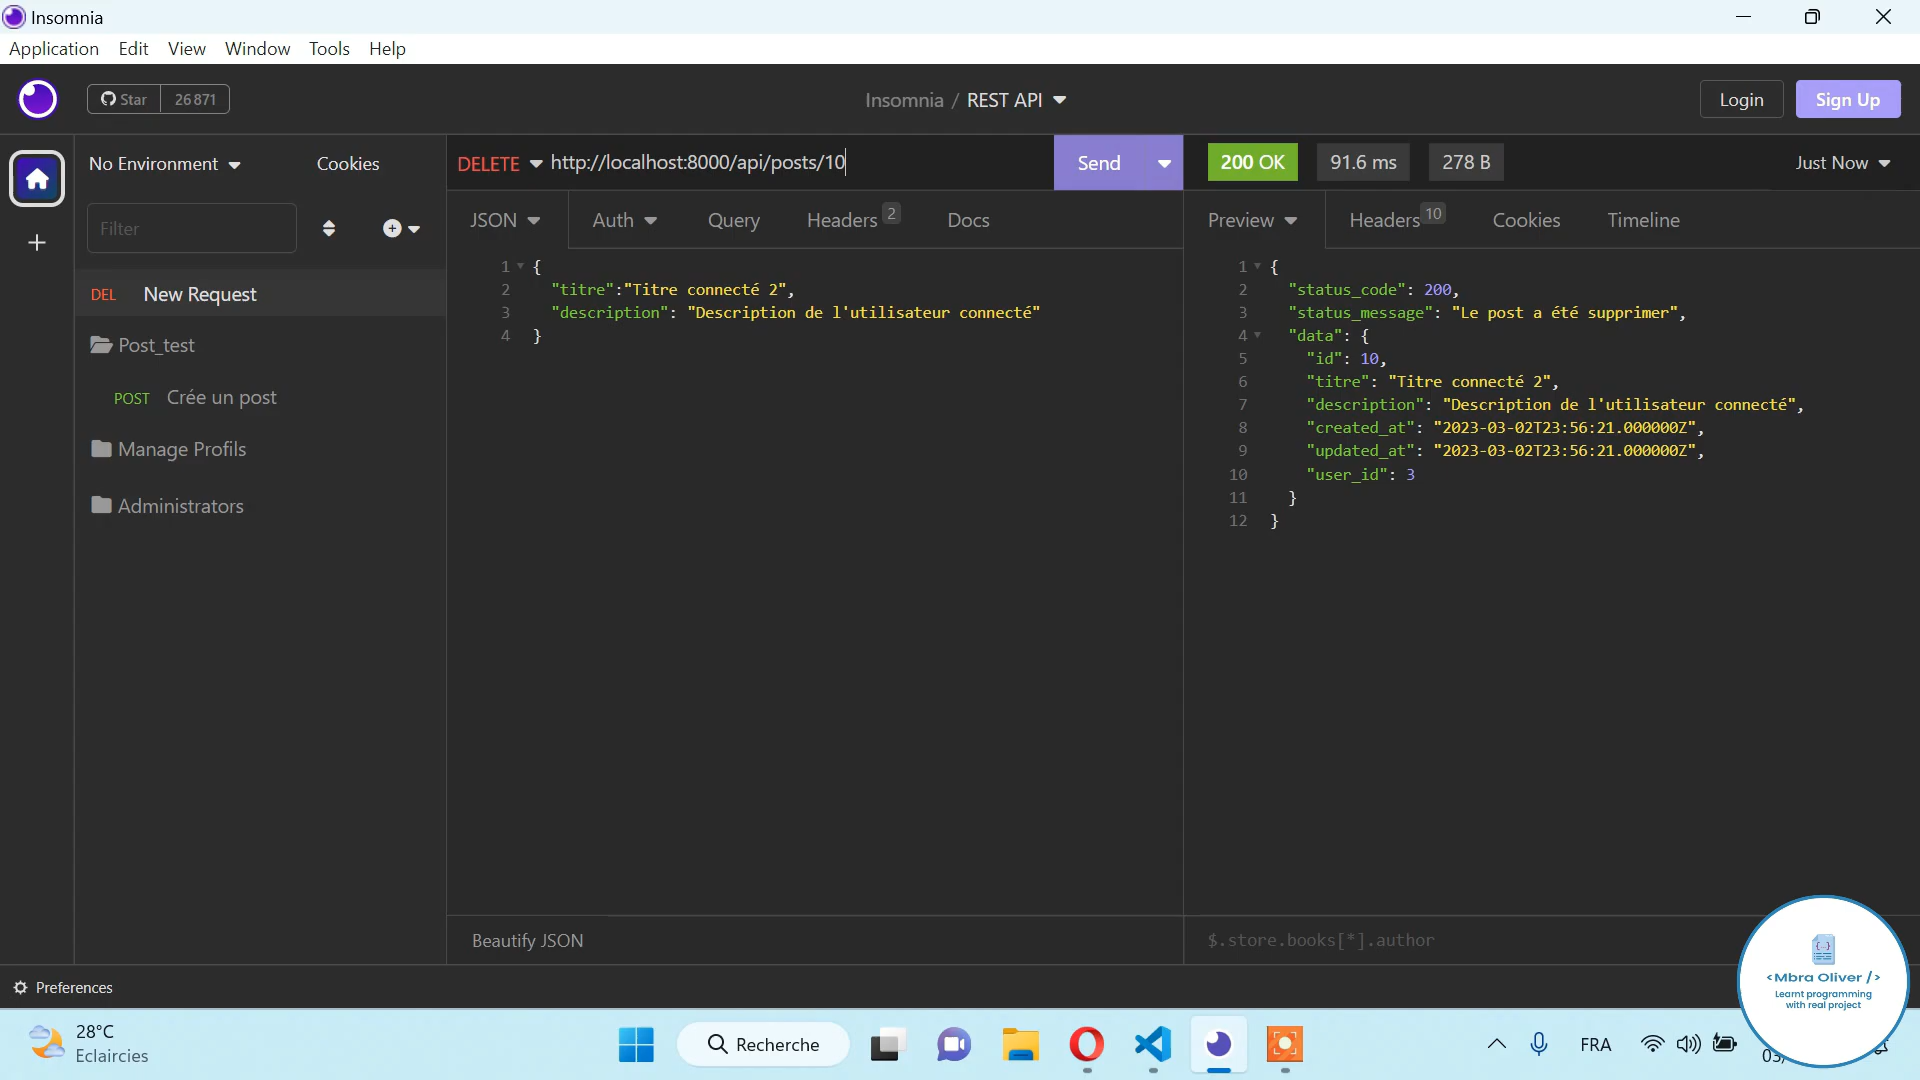 Insomnia
Application Edit View Window Tools Help
Star 26 871
Insomnia / REST API
Login
Sign Up
No Environment
Cookies
Filter
DEL New Request
Post_test
POST Crée un post
Manage Profils
Administrators
DELETE http://localhost:8000/api/posts/10
Send
200 OK
91.6 ms
278 B
Just Now
JSON Auth Query Headers 2 Docs
1 {
2 "titre":"Titre connecté 2",
3 "description": "Description de l'utilisateur connecté"
4 }
Beautify JSON
Preview Headers 10 Cookies Timeline
1 {
2 "status_code": 200,
3 "status_message": "Le post a été supprimer",
4 "data": {
5 "id": 10,
6 "titre": "Titre connecté 2",
7 "description": "Description de l'utilisateur connecté",
8 "created_at": "2023-03-02T23:56:21.000000Z",
9 "updated_at": "2023-03-02T23:56:21.000000Z",
10 "user_id": 3
11 }
12 }
$.store.books[*].author
Preferences
{...}
<Mbra Oliver />
Learnt programming
with real project
28°C
Eclaircies
Recherche
FRA